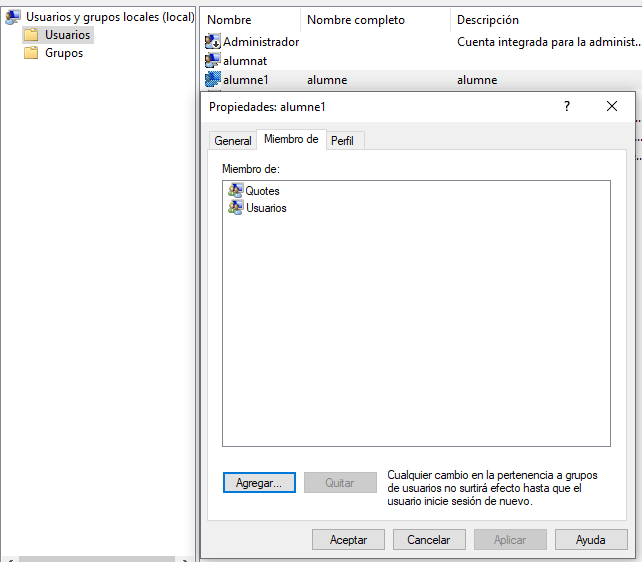 Usuarios y grupos locales (local)
Usuarios
Grupos
Nombre Nombre completo Descripción
Administrador Cuenta integrada para la administ...
alumnat
alumne1 alumne alumne
Propiedades: alumne1 ?
General Miembro de Perfil
Miembro de:
Quotes
Usuarios
Agregar... Quitar
Cualquier cambio en la pertenencia a grupos
de usuarios no surtirá efecto hasta que el
usuario inicie sesión de nuevo.
Aceptar Cancelar Aplicar Ayuda